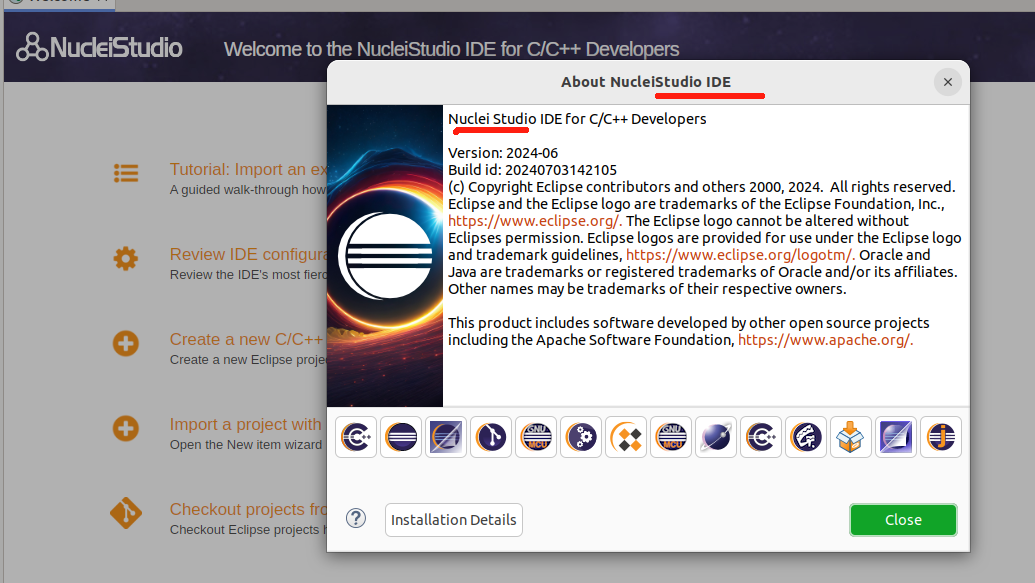 NucleiStudio
Welcome to the NucleiStudio IDE for C/C++ Developers
About NucleiStudio IDE
Tutorial: Import an ex
A guided walk-through how
Review IDE configura
Review the IDE's most fierc
Create a new C/C++
Create a new Eclipse proje
Import a project with
Open the New item wizard
Checkout projects fro
Checkout Eclipse projects h
Nuclei Studio IDE for C/C++ Developers
Version: 2024-06
Build id: 20240703142105
(c) Copyright Eclipse contributors and others 2000, 2024.  All rights reserved.
Eclipse and the Eclipse logo are trademarks of the Eclipse Foundation, Inc.,
https://www.eclipse.org/. The Eclipse logo cannot be altered without
Eclipses permission. Eclipse logos are provided for use under the Eclipse logo
and trademark guidelines, https://www.eclipse.org/logotm/. Oracle and
Java are trademarks or registered trademarks of Oracle and/or its affiliates.
Other names may be trademarks of their respective owners.
This product includes software developed by other open source projects
including the Apache Software Foundation, https://www.apache.org/.
GNU MCU
GNU MCU
Installation Details
Close